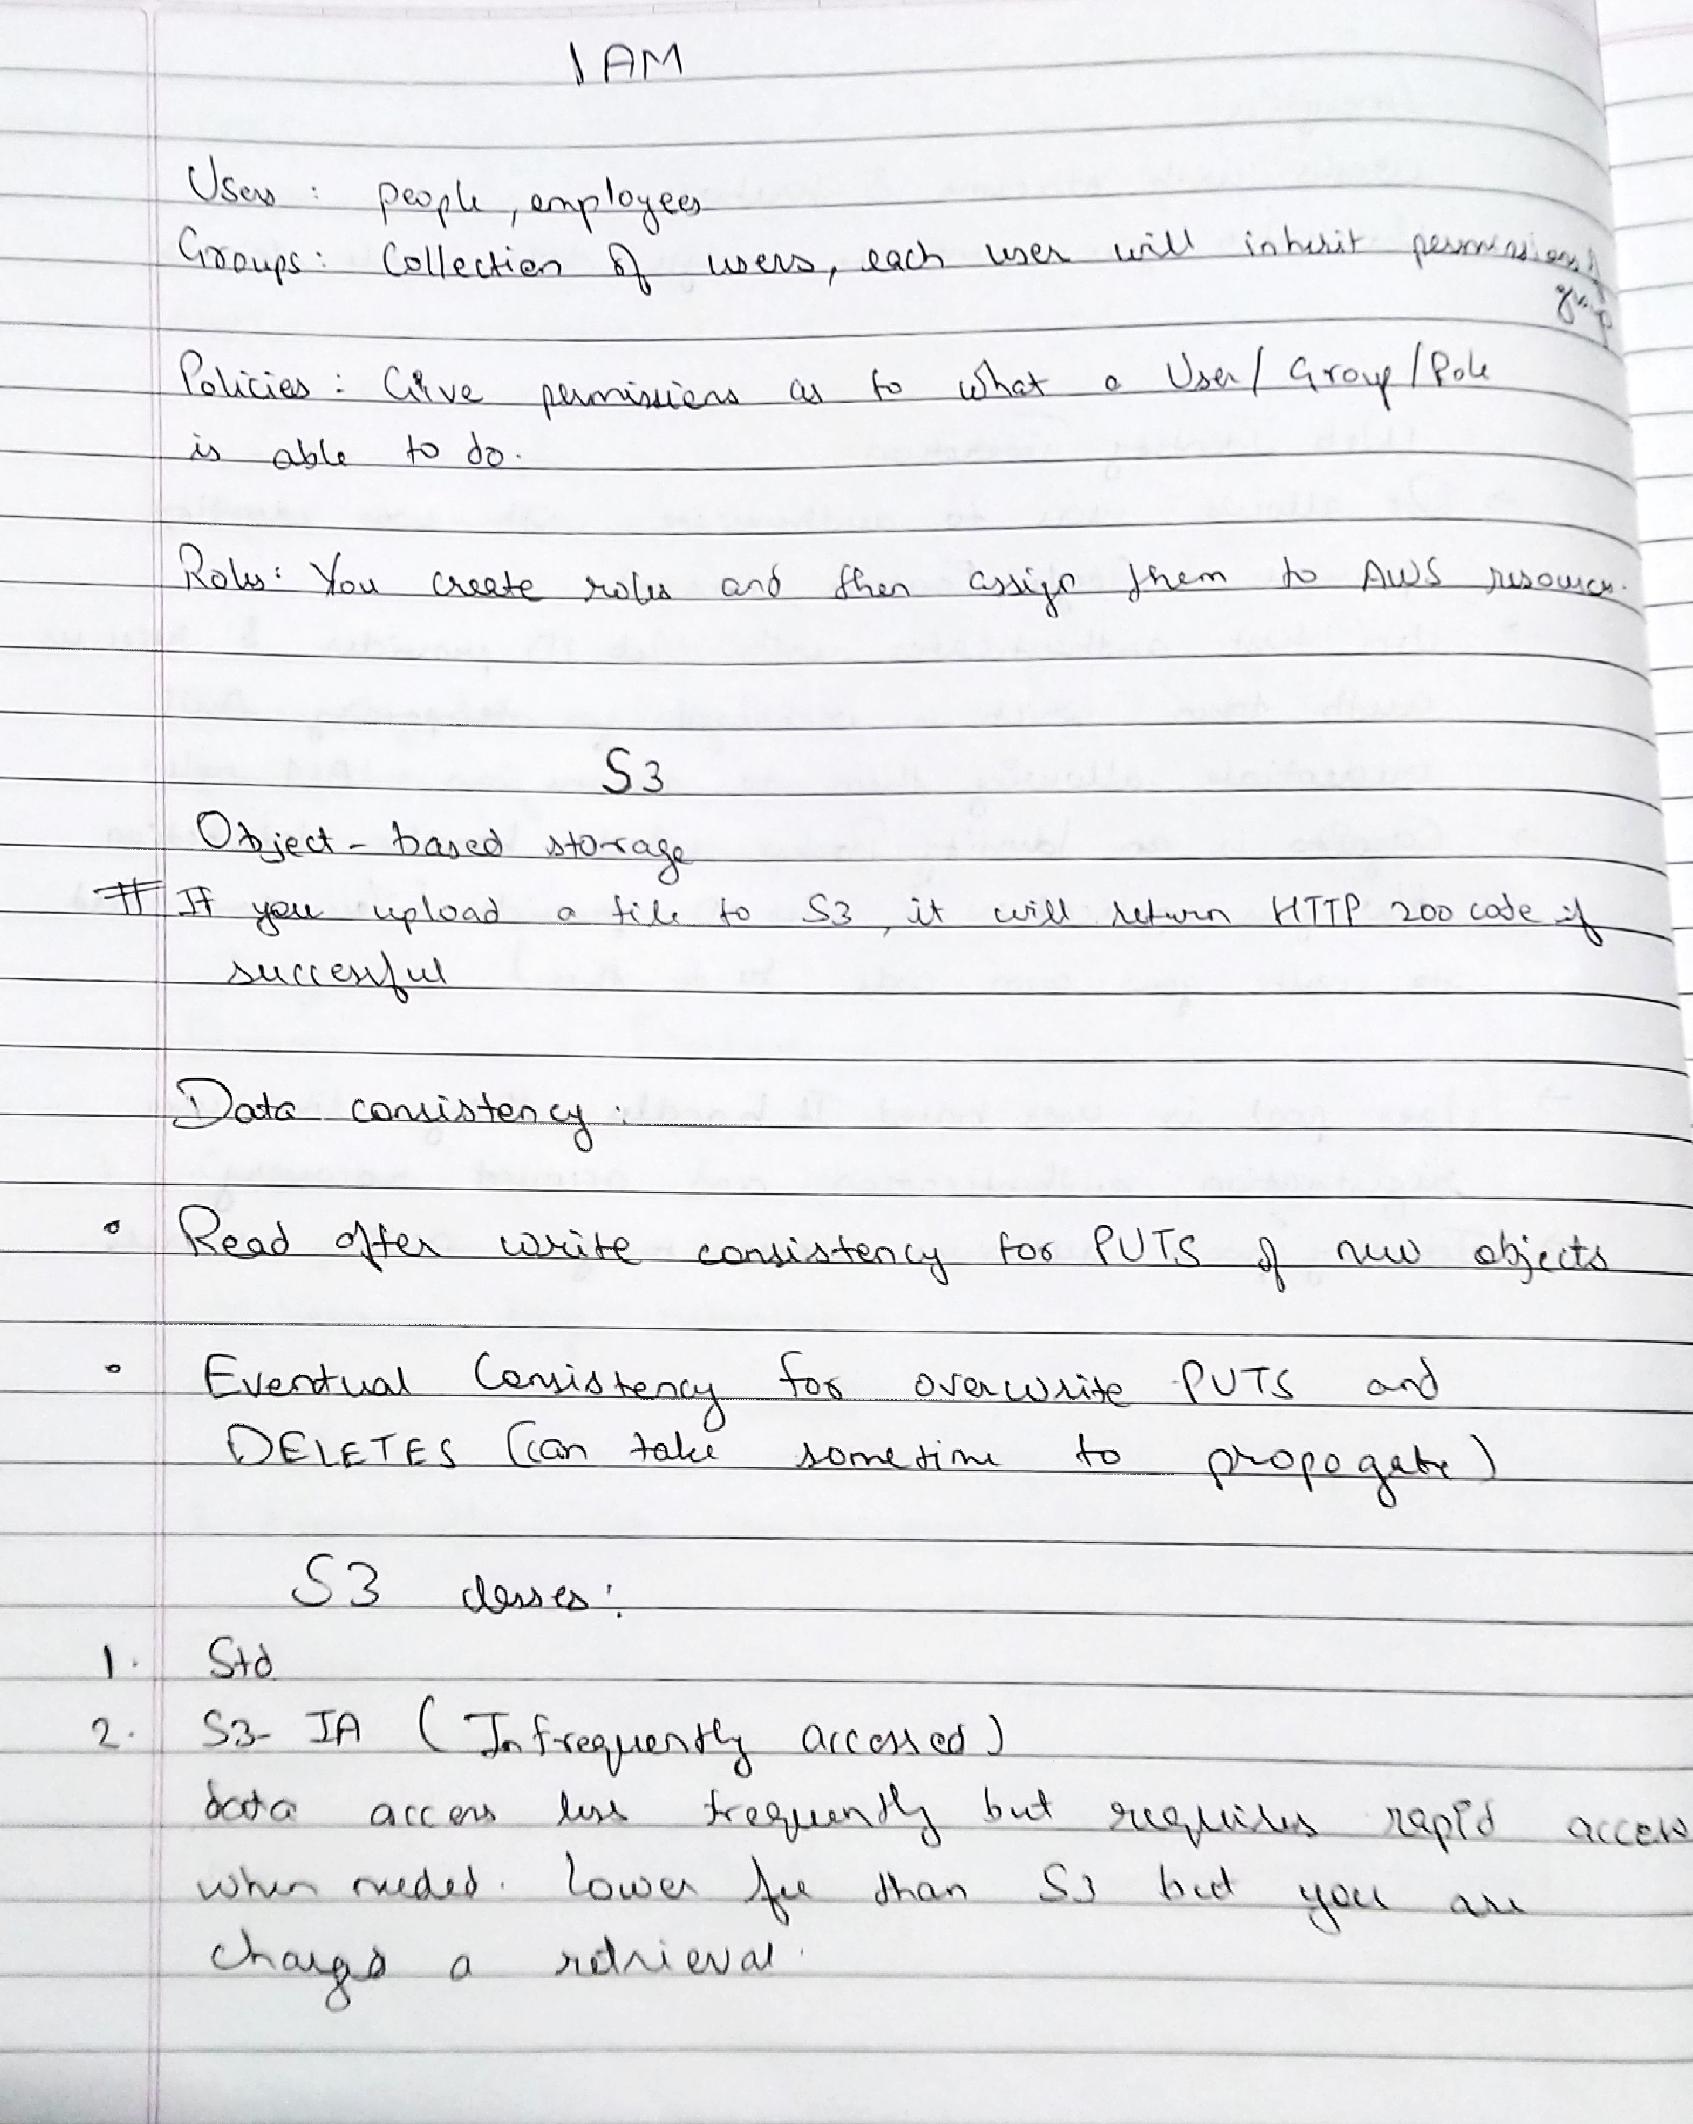 IAM
Users : people, employees
Groups : Collection of users, each user will inherit permissions of
group
Policies : Give permissions as to what a User/ Group / Role
is able to do.
Roles : You create roles and then assign them to AWS resources.
S3
Object - based storage
# If you upload a file to S3, it will return HTTP 200 code if
successful
Data consistency :
• Read after write consistency for PUTS of new objects
• Eventual Consistency for overwrite PUTS and
DELETES (can take sometime to propogate)
S3 classes :
1. Std
2. S3- IA (Infrequently accessed)
data access less frequently but requires rapid access
when needed. Lower fee than S3 but you are
charged a retrieval.